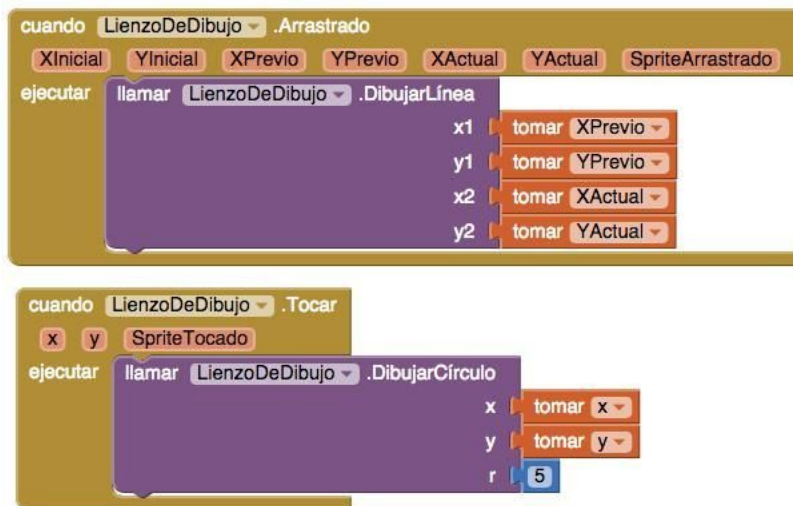 cuando LienzoDeDibujo .Arrastrado
XInicial YInicial XPrevio YPrevio XActual YActual SpriteArrastrado
ejecutar llamar LienzoDeDibujo .DibujarLínea
x1 tomar XPrevio
y1 tomar YPrevio
x2 tomar XActual
y2 tomar YActual
cuando LienzoDeDibujo .Tocar
x y SpriteTocado
ejecutar llamar LienzoDeDibujo .DibujarCírculo
x tomar x
y tomar y
r 5